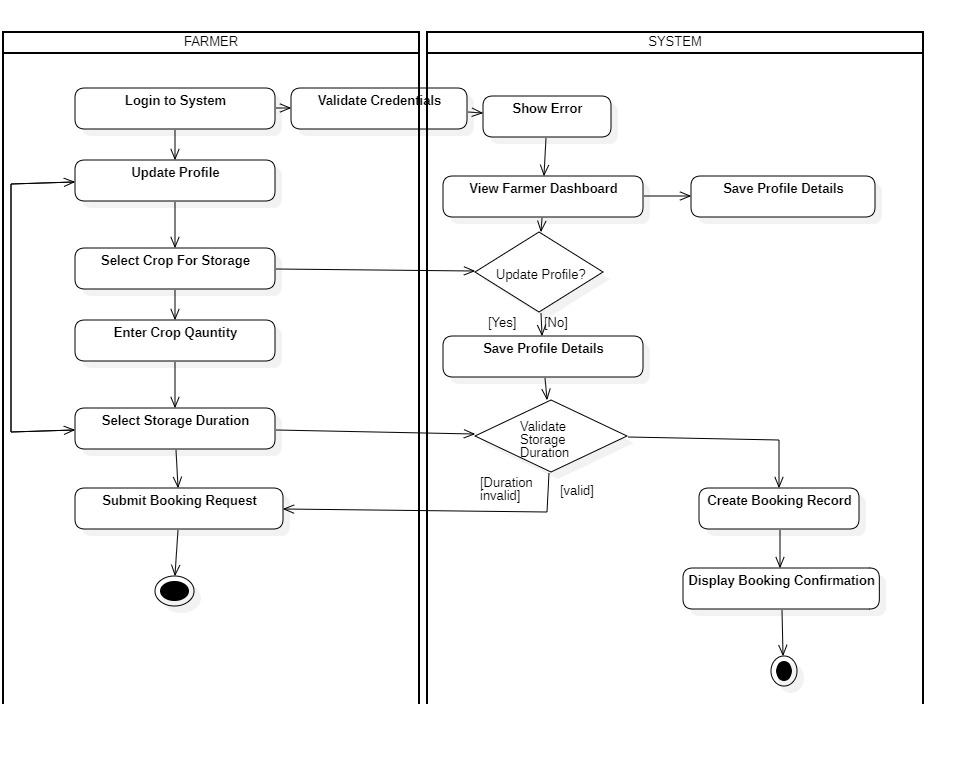 FARMER
SYSTEM
Login to System
Validate Credentials
Show Error
Update Profile
View Farmer Dashboard
Save Profile Details
Select Crop For Storage
Update Profile?
[Yes]
[No]
Enter Crop Qauntity
Save Profile Details
Select Storage Duration
Validate
Storage
Duration
[Duration
invalid]
[valid]
Submit Booking Request
Create Booking Record
Display Booking Confirmation